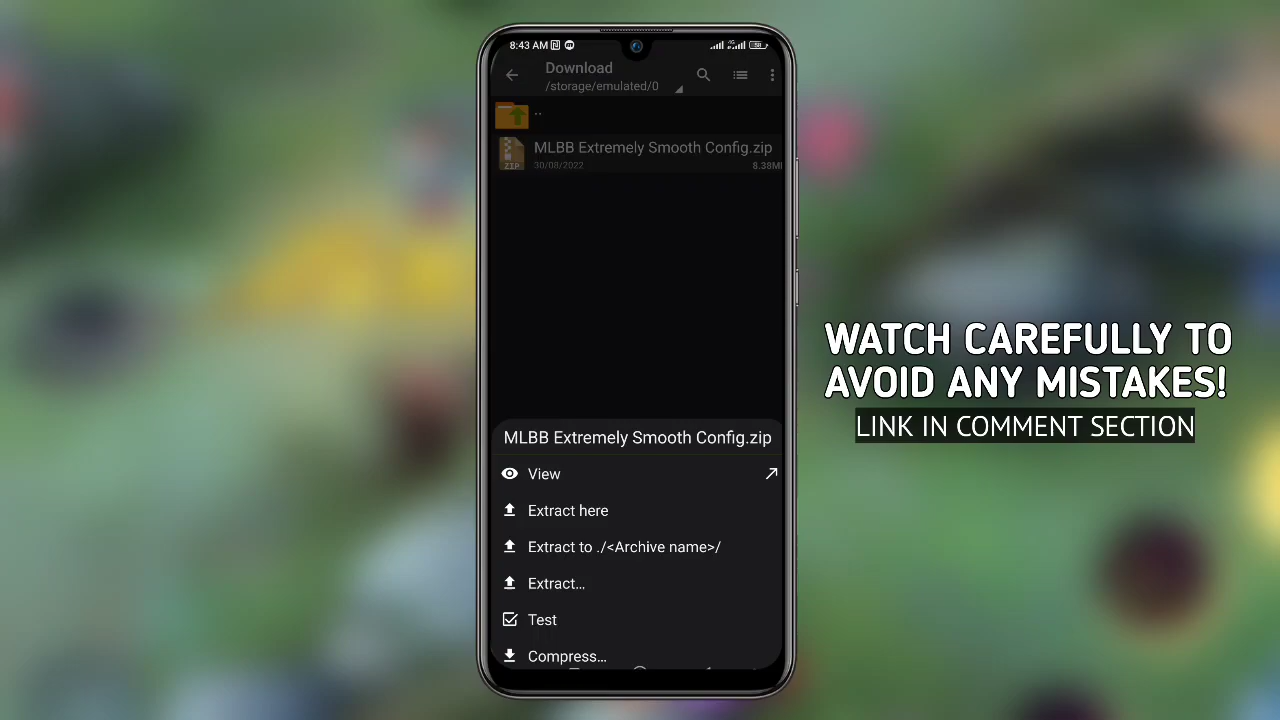 8:43 AM
Download
/storage/emulated/0
..
MLBB Extremely Smooth Config.zip
ZIP
30/08/2022
8.38M
MLBB Extremely Smooth Config.zip
View
Extract here
Extract to ./<Archive name>/
Extract...
Test
Compress...
WATCH CAREFULLY TO
AVOID ANY MISTAKES!
LINK IN COMMENT SECTION